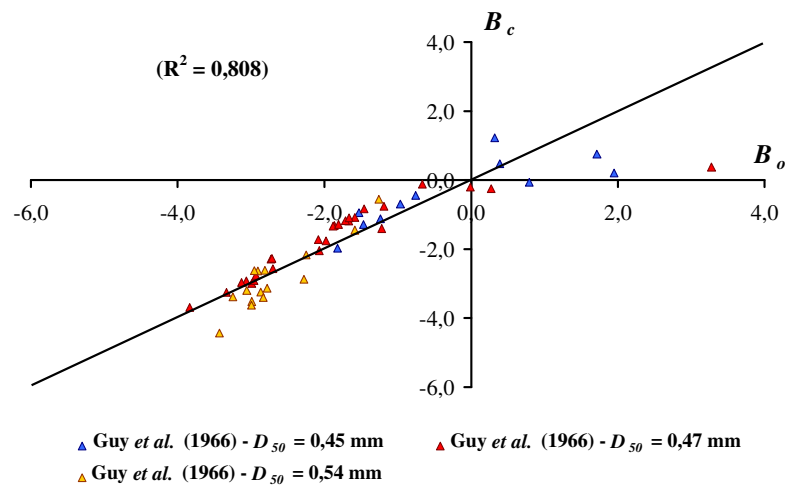 B c
4,0
(R2 = 0,808)
2,0
B o
0,0
-6,0 -4,0 -2,0 0,0 2,0 4,0
-2,0
-4,0
-6,0
Guy et al. (1966) - D 50 = 0,45 mm
Guy et al. (1966) - D 50 = 0,47 mm
Guy et al. (1966) - D 50 = 0,54 mm